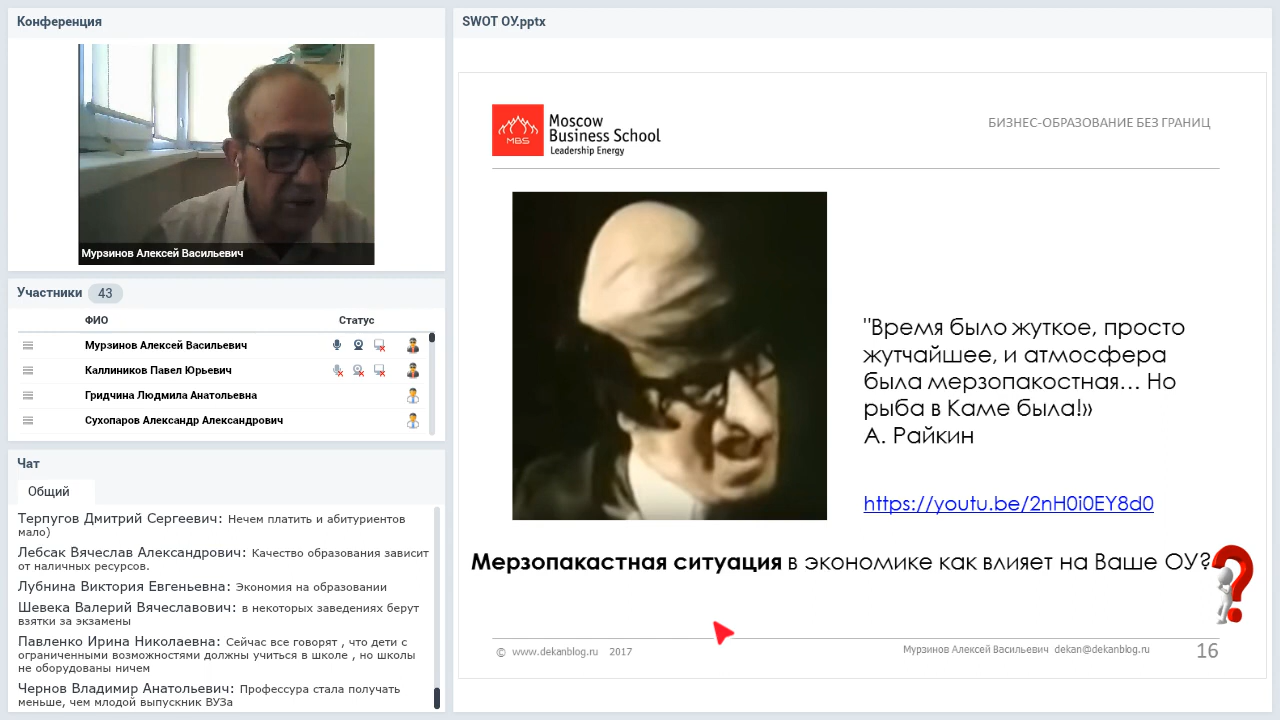 Конференция
Мурзинов Алексей Васильевич
Участники 43
ФИО Статус
Мурзинов Алексей Васильевич
Каллиников Павел Юрьевич
Гридчина Людмила Анатольевна
Сухопаров Александр Александрович
Чат
Общий
Терпугов Дмитрий Сергеевич: Нечем платить и абитуриентов
мало)
Лебсак Вячеслав Александрович: Качество образования зависит
от наличных ресурсов.
Лубнина Виктория Евгеньевна: Экономия на образовании
Шевека Валерий Вячеславович: в некоторых заведениях берут
взятки за экзамены
Павленко Ирина Николаевна: Сейчас все говорят , что дети с
ограниченными возможностями должны учиться в школе , но школы
не оборудованы ничем
Чернов Владимир Анатольевич: Профессура стала получать
меньше, чем млодой выпускник ВУЗа
SWOT ОУ.pptx
MBS
Moscow
Business School
Leadership Energy
БИЗНЕС-ОБРАЗОВАНИЕ БЕЗ ГРАНИЦ
"Время было жуткое, просто
жутчайшее, и атмосфера
была мерзопакостная... Но
рыба в Каме была!»
А. Райкин
https://youtu.be/2nH0i0EY8d0
Мерзопакастная ситуация в экономике как влияет на Ваше ОУ?
© www.dekanblog.ru 2017
Мурзинов Алексей Васильевич dekan@dekanblog.ru
16